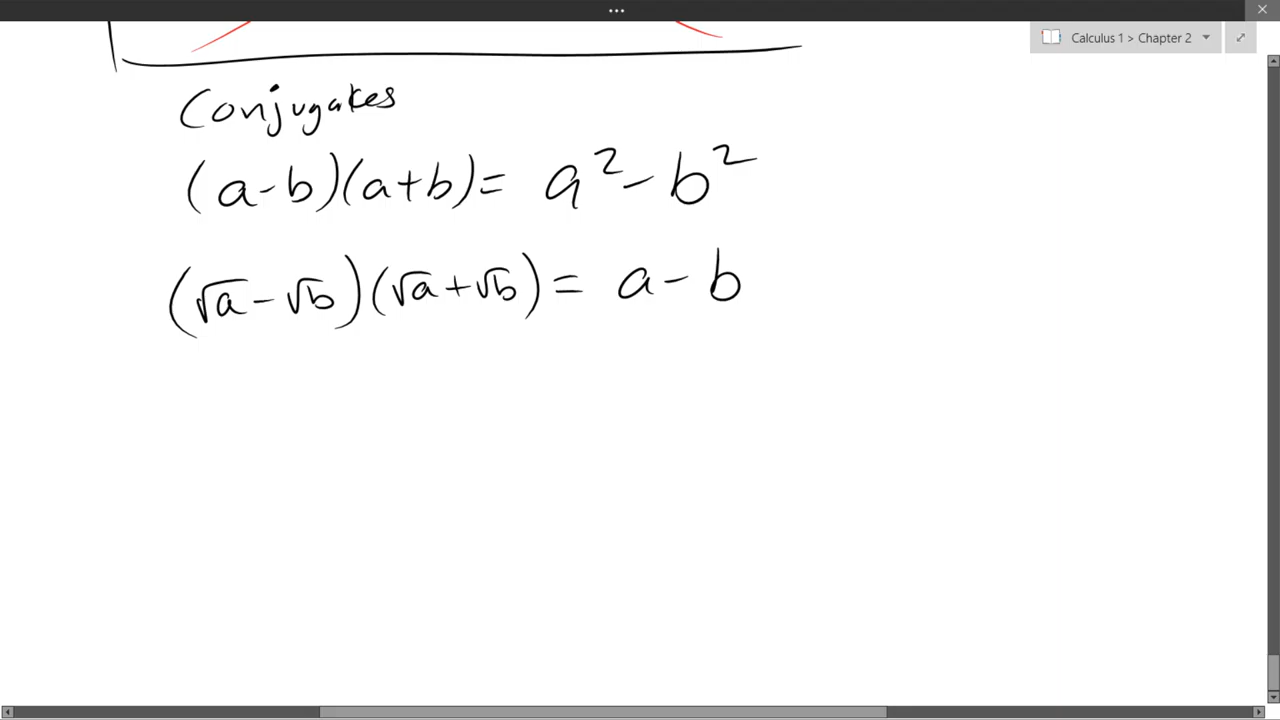 Calculus 1 > Chapter 2
Conjugates
(a-b)(a+b)= a²-b²
(√a-√b)(√a+√b)= a-b